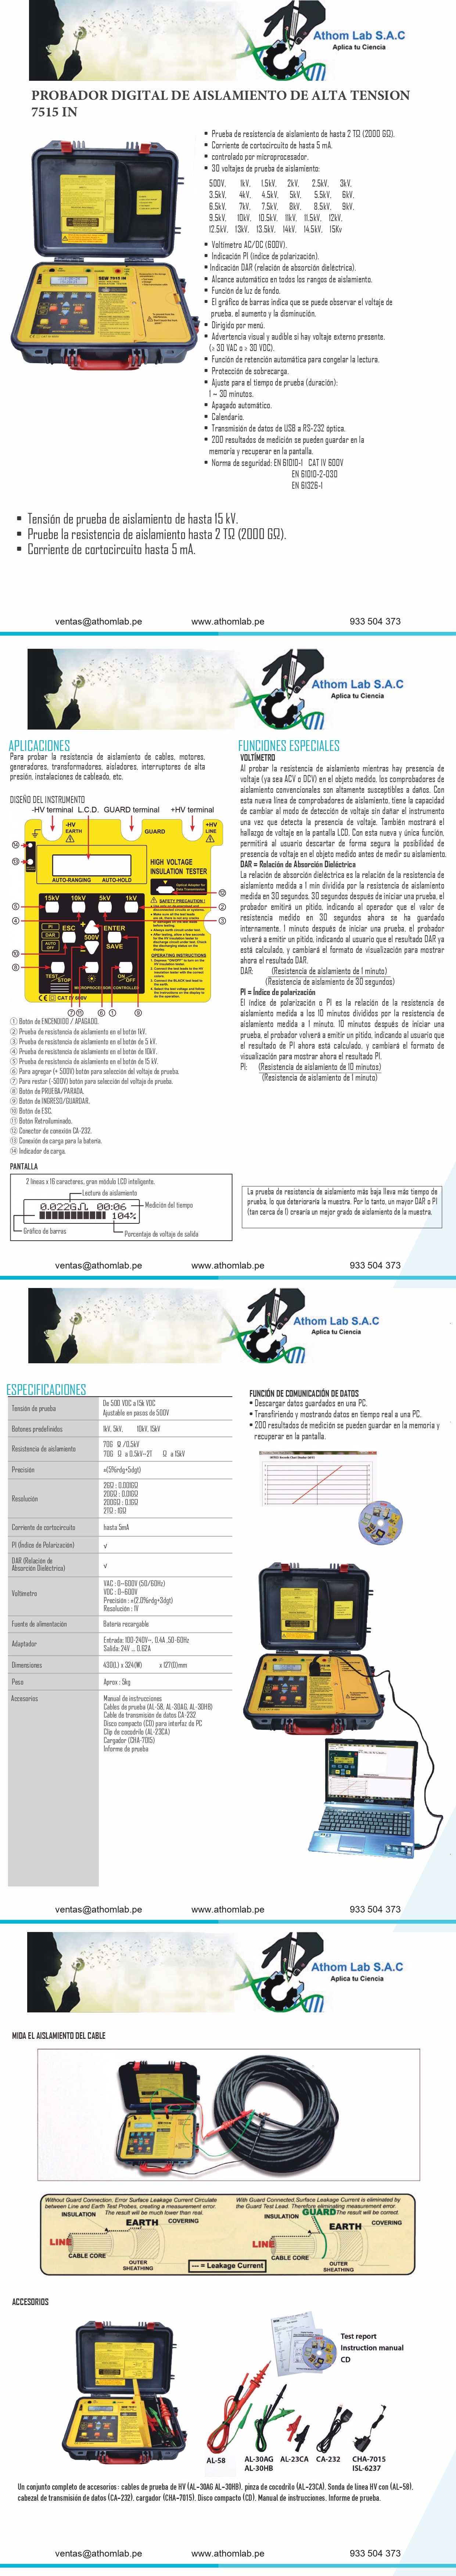 Athom Lab S.A.C
Aplica tu Ciencia
PROBADOR DIGITAL DE AISLAMIENTO DE ALTA TENSION
7515 IN
▪ Prueba de resistencia de aislamiento de hasta 2 TΩ (2000 GΩ).
▪ Corriente de cortocircuito de hasta 5 mA.
▪ controlado por microprocesador.
▪ 30 voltajes de prueba de aislamiento:
500V, 1kV, 1.5kV, 2kV, 2.5kV, 3kV,
3.5kV, 4kV, 4.5kV, 5kV, 5.5kV, 6kV,
6.5kV, 7kV, 7.5kV, 8kV, 8.5kV, 9kV,
9.5kV, 10kV, 10.5kV, 11kV, 11.5kV, 12kV,
12.5kV, 13kV, 13.5kV, 14kV, 14.5kV, 15Kv
▪ Voltímetro AC/DC (600V).
▪ Indicación PI (índice de polarización).
▪ Indicación DAR (relación de absorción dieléctrica).
▪ Alcance automático en todos los rangos de aislamiento.
▪ Función de luz de fondo.
▪ El gráfico de barras indica que se puede observar el voltaje de
prueba, el aumento y la disminución.
▪ Dirigido por menú.
▪ Advertencia visual y audible si hay voltaje externo presente.
(> 30 VAC o > 30 VDC).
▪ Función de retención automática para congelar la lectura.
▪ Protección de sobrecarga.
▪ Ajuste para el tiempo de prueba (duración):
1 ~ 30 minutos.
▪ Apagado automático.
▪ Calendario.
▪ Transmisión de datos de USB a RS-232 óptica.
▪ 200 resultados de medición se pueden guardar en la
memoria y recuperar en la pantalla.
▪ Norma de seguridad: EN 61010-1 CAT IV 600V
EN 61010-2-030
EN 61326-1
▪ Tensión de prueba de aislamiento de hasta 15 kV.
▪ Pruebe la resistencia de aislamiento hasta 2 TΩ (2000 GΩ).
▪ Corriente de cortocircuito hasta 5 mA.
ventas@athomlab.pe www.athomlab.pe 933 504 373
Athom Lab S.A.C
Aplica tu Ciencia
APLICACIONES
Para probar la resistencia de aislamiento de cables, motores,
generadores, transformadores, aisladores, interruptores de alta
presión, instalaciones de cableado, etc.
DISEÑO DEL INSTRUMENTO
-HV terminal L.C.D. GUARD terminal +HV terminal
-HV
EARTH
GUARD
+HV
LINE
HIGH VOLTAGE
INSULATION TESTER
AUTO-RANGING AUTO-HOLD
15kV 10kV 5kV 1kV
SAFETY PRECAUTION !
PI
DAR
AUTO
OFF
ESC
500V
ENTER
SAVE
OPERATING INSTRUCTIONS
TEST
STOP
ON
OFF
MICROPROCESSOR CONTROLLED
CAT IV 600V
① Botón de ENCENDIDO / APAGADO.
② Prueba de resistencia de aislamiento en el botón 1kV.
③ Prueba de resistencia de aislamiento en el botón de 5 kV.
④ Prueba de resistencia de aislamiento en el botón de 10kV.
⑤ Prueba de resistencia de aislamiento en el botón de 15 kV.
⑥ Para agregar (+ 500V) botón para selección del voltaje de prueba.
⑦ Para restar (-500V) botón para selección del voltaje de prueba.
⑧ Botón de PRUEBA/PARADA.
⑨ Botón de INGRESO/GUARDAR.
⑩ Botón de ESC.
⑪ Botón Retroiluminado.
⑫ Conector de conexión CA-232.
⑬ Conexión de carga para la batería.
⑭ Indicador de carga.
PANTALLA
2 líneas x 16 caracteres, gran módulo LCD inteligente.
Lectura de aislamiento
0.022GΩ 00:06
104%
Medición del tiempo
Gráfico de barras
Porcentaje de voltaje de salida
FUNCIONES ESPECIALES
VOLTÍMETRO
Al probar la resistencia de aislamiento mientras hay presencia de
voltaje (ya sea ACV o DCV) en el objeto medido, los comprobadores de
aislamiento convencionales son altamente susceptibles a daños. Con
esta nueva línea de comprobadores de aislamiento, tiene la capacidad
de cambiar al modo de detección de voltaje sin dañar el instrumento
una vez que detecta la presencia de voltaje. También mostrará el
hallazgo de voltaje en la pantalla LCD. Con esta nueva y única función,
permitirá al usuario descartar de forma segura la posibilidad de
presencia de voltaje en el objeto medido antes de medir su aislamiento.
DAR = Relación de Absorción Dieléctrica
La relación de absorción dieléctrica es la relación de la resistencia de
aislamiento medida a 1 min dividida por la resistencia de aislamiento
medida en 30 segundos. 30 segundos después de iniciar una prueba, el
probador emitirá un pitido, indicando al operador que el valor de
resistencia medido en 30 segundos ahora se ha guardado
internamente. 1 minuto después de iniciar una prueba, el probador
volverá a emitir un pitido, indicando al usuario que el resultado DAR ya
está calculado, y cambiará el formato de visualización para mostrar
ahora el resultado DAR.
DAR: (Resistencia de aislamiento de 1 minuto)
(Resistencia de aislamiento de 30 segundos)
PI = Índice de polarización
El índice de polarización o PI es la relación de la resistencia de
aislamiento medida a los 10 minutos divididos por la resistencia de
aislamiento medida a 1 minuto. 10 minutos después de iniciar una
prueba, el probador volverá a emitir un pitido, indicando al usuario que
el resultado de PI ahora está calculado, y cambiará el formato de
visualización para mostrar ahora el resultado PI.
PI: (Resistencia de aislamiento de 10 minutos)
(Resistencia de aislamiento de 1 minuto)
La prueba de resistencia de aislamiento más baja lleva más tiempo de
prueba, lo que deterioraría la muestra. Por lo tanto, un mayor DAR o PI
(tan cerca de 1) crearía un mejor grado de aislamiento de la muestra.
ventas@athomlab.pe www.athomlab.pe 933 504 373
Athom Lab S.A.C
Aplica tu Ciencia
ESPECIFICACIONES
Tensión de prueba De 500 VDC a 15k VDC
Ajustable en pasos de 500V
Botones predefinidos 1kV, 5kV, 10kV, 15kV
Resistencia de aislamiento 70G Ω /0.5kV
70G Ω a 0.5kV~2T Ω a 15kV
Precisión ±(5%rdg+5dgt)
Resolución 2GΩ : 0.001GΩ
20GΩ : 0.01GΩ
200GΩ : 0.1GΩ
2TΩ : 1GΩ
Corriente de cortocircuito hasta 5mA
PI (Índice de Polarización) v
DAR (Relación de
Absorción Dieléctrica) v
Voltímetro VAC : 0~600V (50/60Hz)
VDC : 0~600V
Precisión : ±(2.0%rdg+3dgt)
Resolución : 1V
Fuente de alimentación Batería recargable
Adaptador Entrada: 100-240V~, 0.4A ,50-60Hz
Salida: 24V ... 0.62A
Dimensiones 430(L) x 324(W) x 127(D)mm
Peso Aprox : 5kg
Accesorios Manual de instrucciones
Cables de prueba (AL-58, AL-30AG, AL-30HB)
Cable de transmisión de datos CA-232
Disco compacto (CD) para interfaz de PC
Clip de cocodrilo (AL-23CA)
Cargador (CHA-7015)
Informe de prueba
FUNCIÓN DE COMUNICACIÓN DE DATOS
▪ Descargar datos guardados en una PC.
▪ Transfiriendo y mostrando datos en tiempo real a una PC.
▪ 200 resultados de medición se pueden guardar en la memoria y
recuperar en la pantalla.
ventas@athomlab.pe www.athomlab.pe 933 504 373
Athom Lab S.A.C
Aplica tu Ciencia
MIDA EL AISLAMIENTO DEL CABLE
Without Guard Connection, Error Surface Leakage Current Circulate
between Line and Earth Test Probes, creating a measurement error.
The result will be much lower than real.
INSULATION EARTH COVERING
LINE
CABLE CORE
OUTER
SHEATHING
With Guard Connected,Surface Leakage Current is eliminated by
the Guard Test Lead. Therefore eliminating measurement error.
The result will be correct.
INSULATION GUARD EARTH COVERING
LINE
CABLE CORE
OUTER
SHEATHING
--- = Leakage Current
ACCESORIOS
Test report
Instruction manual
CD
AL-58
AL-30AG
AL-30HB
AL-23CA
CA-232
CHA-7015
ISL-6237
Un conjunto completo de accesorios : cables de prueba de HV (AL-30AG AL-30HB), pinza de cocodrilo (AL-23CA). Sonda de línea HV con (AL-58),
cabezal de transmisión de datos (CA-232), cargador (CHA-7015), Disco compacto (CD), Manual de instrucciones. Informe de prueba.
ventas@athomlab.pe www.athomlab.pe 933 504 373